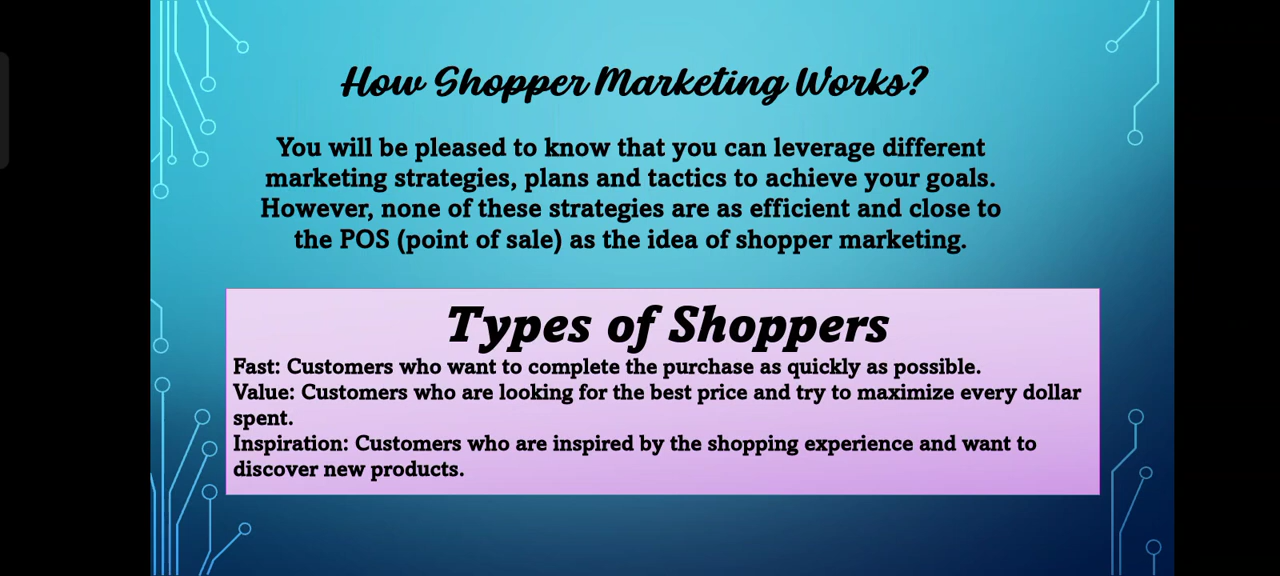 How Shopper Marketing Works?
You will be pleased to know that you can leverage different
marketing strategies, plans and tactics to achieve your goals.
However, none of these strategies are as efficient and close to
the POS (point of sale) as the idea of shopper marketing.
Types of Shoppers
Fast: Customers who want to complete the purchase as quickly as possible.
Value: Customers who are looking for the best price and try to maximize every dollar
spent.
Inspiration: Customers who are inspired by the shopping experience and want to
discover new products.